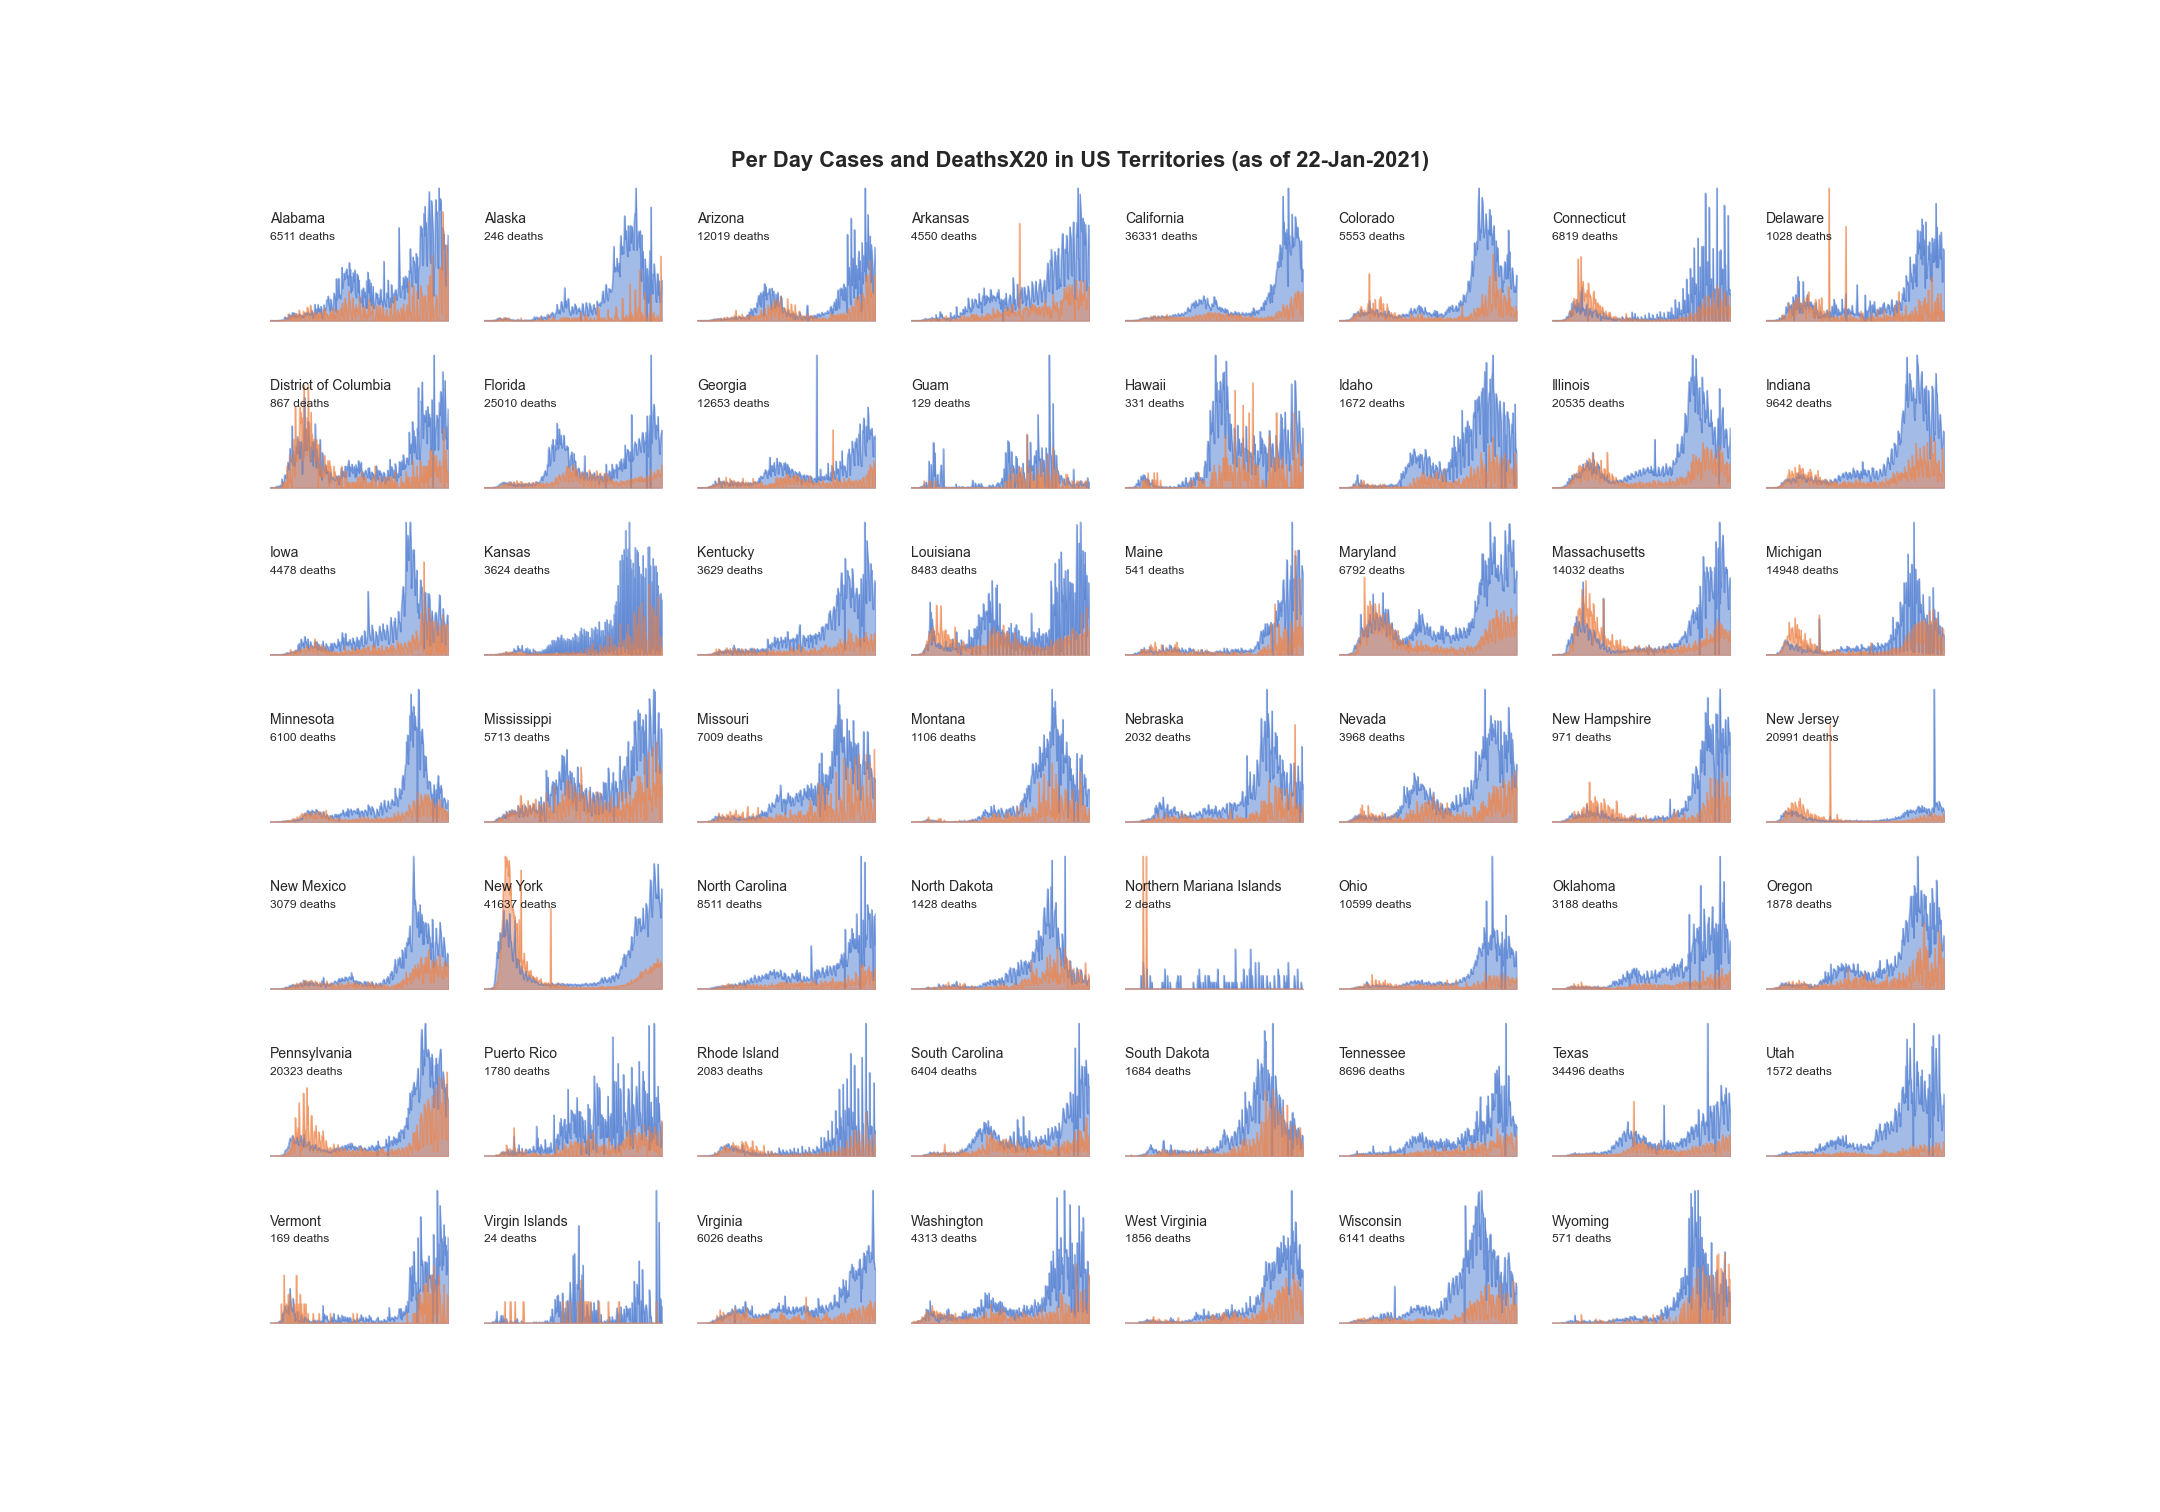 Per Day Cases and DeathsX20 in US Territories (as of 22-Jan-2021)
Alabama
6511 deaths
Alaska
246 deaths
Arizona
12019 deaths
Arkansas
4550 deaths
California
36331 deaths
Colorado
5553 deaths
Connecticut
6819 deaths
Delaware
1028 deaths
District of Columbia
867 deaths
Florida
25010 deaths
Georgia
12653 deaths
Guam
129 deaths
Hawaii
331 deaths
Idaho
1672 deaths
Illinois
20535 deaths
Indiana
9642 deaths
Iowa
4478 deaths
Kansas
3624 deaths
Kentucky
3629 deaths
Louisiana
8483 deaths
Maine
541 deaths
Maryland
6792 deaths
Massachusetts
14032 deaths
Michigan
14948 deaths
Minnesota
6100 deaths
Mississippi
5713 deaths
Missouri
7009 deaths
Montana
1106 deaths
Nebraska
2032 deaths
Nevada
3968 deaths
New Hampshire
971 deaths
New Jersey
20991 deaths
New Mexico
3079 deaths
New York
41637 deaths
North Carolina
8511 deaths
North Dakota
1428 deaths
Northern Mariana Islands
2 deaths
Ohio
10599 deaths
Oklahoma
3188 deaths
Oregon
1878 deaths
Pennsylvania
20323 deaths
Puerto Rico
1780 deaths
Rhode Island
2083 deaths
South Carolina
6404 deaths
South Dakota
1684 deaths
Tennessee
8696 deaths
Texas
34496 deaths
Utah
1572 deaths
Vermont
169 deaths
Virgin Islands
24 deaths
Virginia
6026 deaths
Washington
4313 deaths
West Virginia
1856 deaths
Wisconsin
6141 deaths
Wyoming
571 deaths